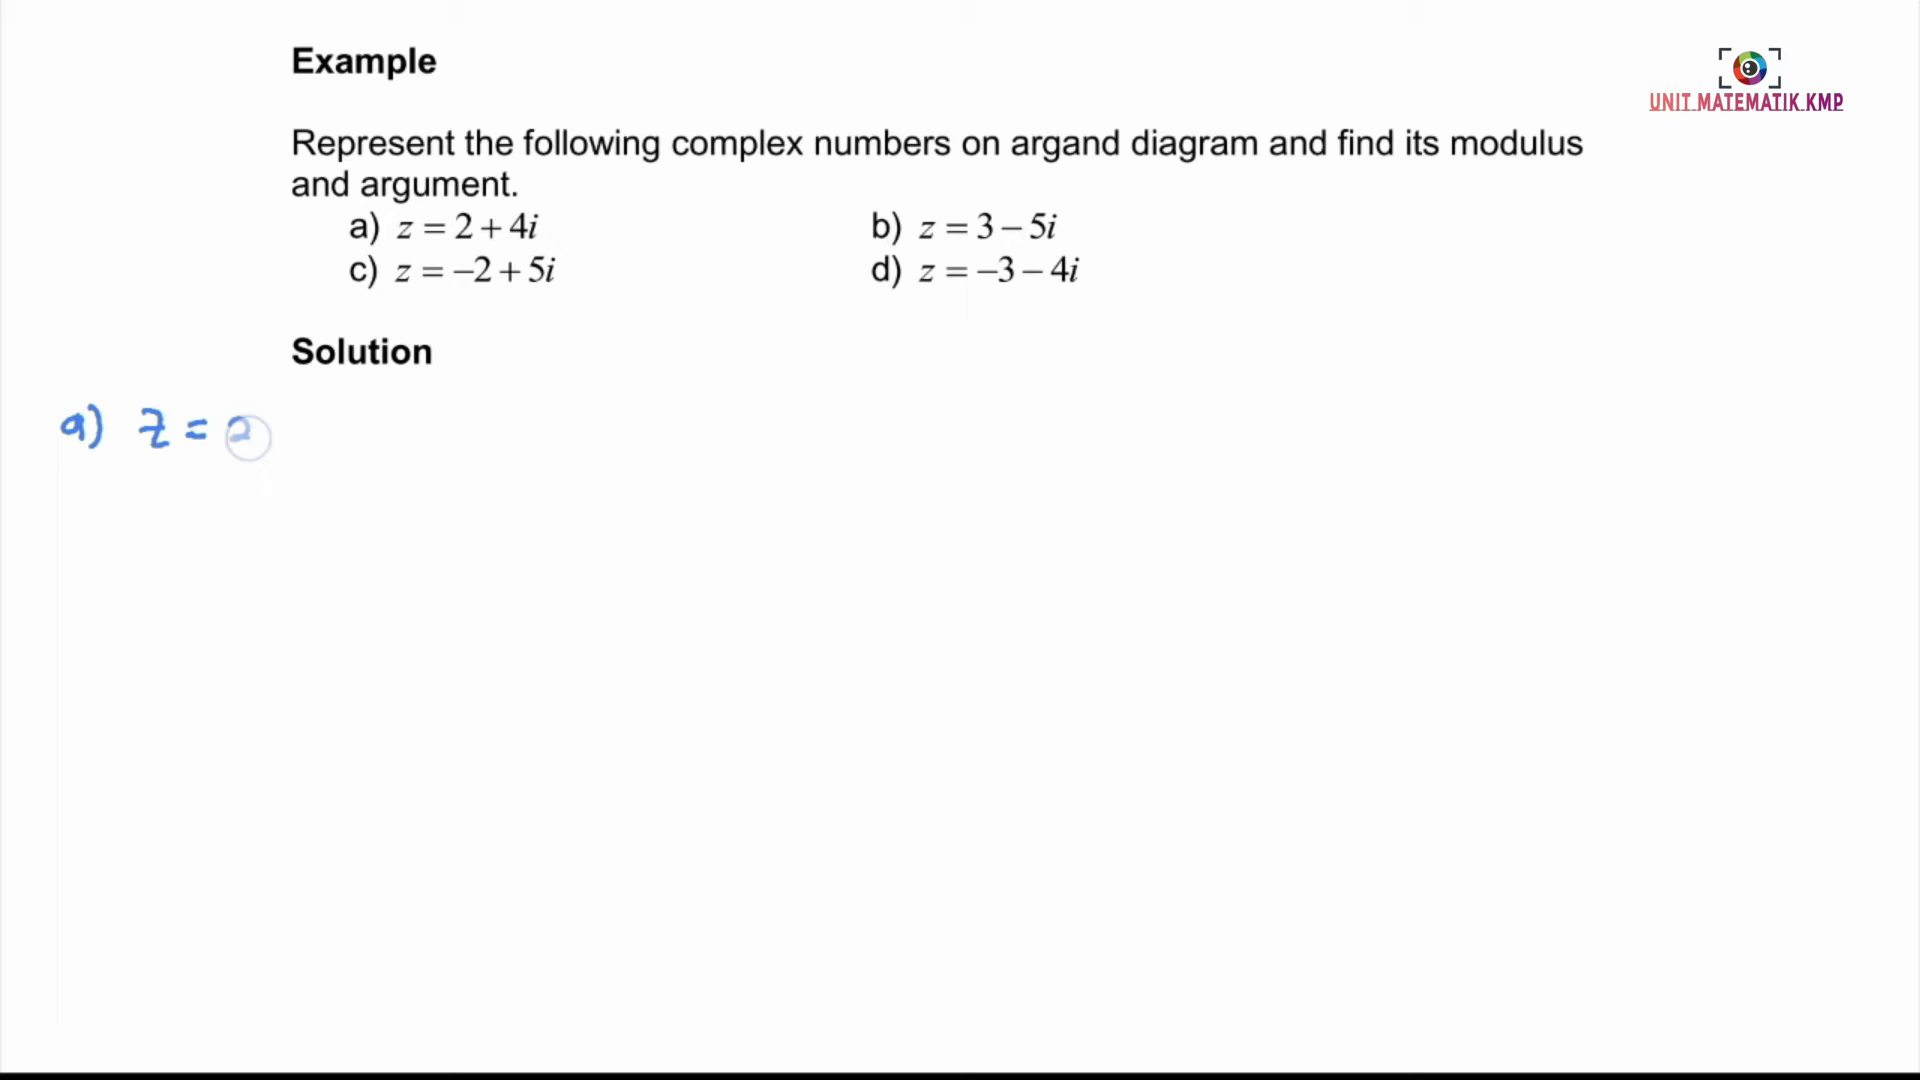 Example
UNIT MATEMATIK KMP
Represent the following complex numbers on argand diagram and find its modulus
and argument.
a) z = 2 + 4i b) z = 3 – 5i
c) z = –2 + 5i d) z = –3 – 4i
Solution
a) z = 2